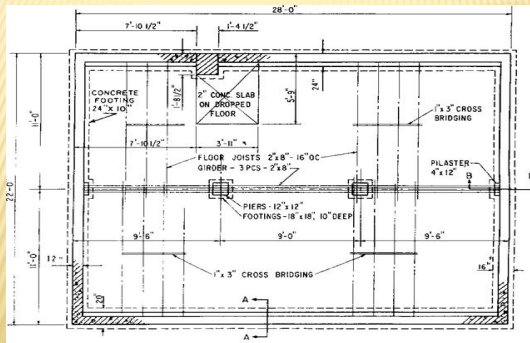 28'-0"
7'-10 1/2"
1'-4 1/2"
CONCRETE
FOOTING
24" X 10"
1'-8 1/2"
2" CONC. SLAB
ON DROPPED
FLOOR
5'-9
24"
1" x 3" CROSS
BRIDGING
11'-0"
7'-10 1/2"
3'-11"
FLOOR JOISTS 2" x 8" - 16" OC
GIRDER - 3 PCS - 2" x 8"
PILASTER
4" x 12"
B
22'-0"
PIERS - 12" x 12"
FOOTINGS - 18" x 18", 10" DEEP
9'-6"
9'-0"
9'-6"
11'-0"
12"
1" x 3" CROSS BRIDGING
16"
20"
A
A